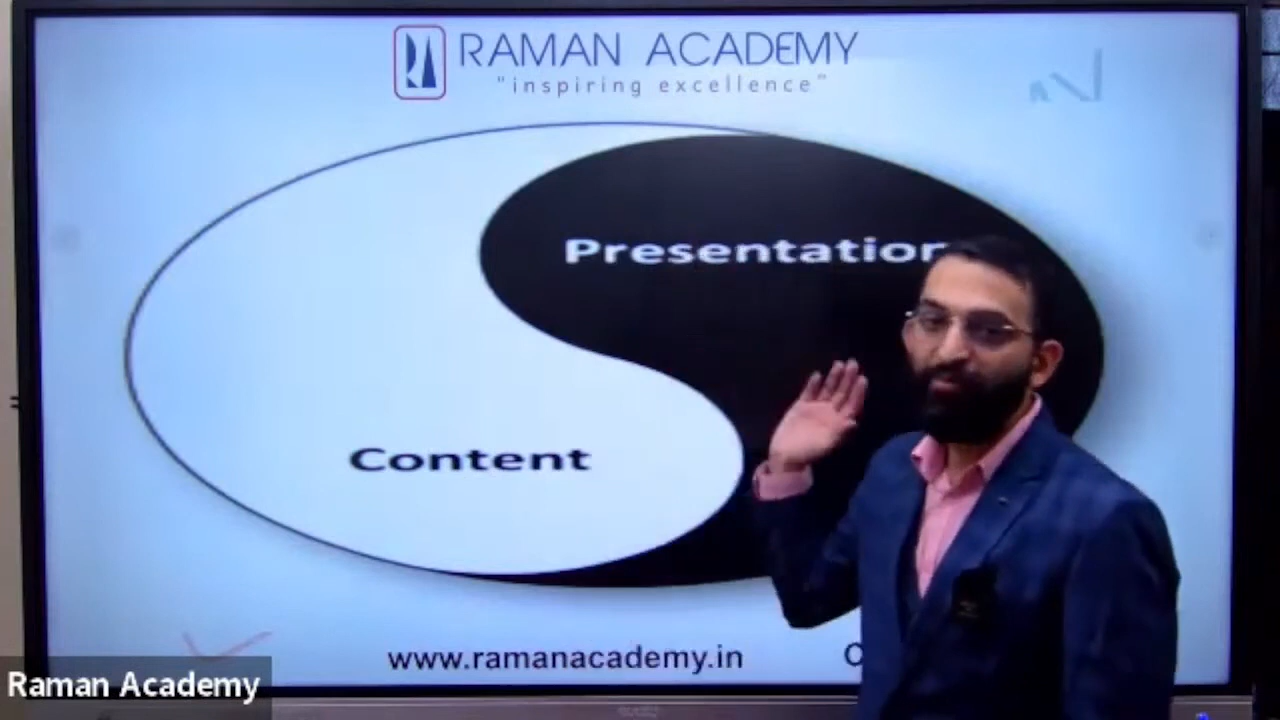 RAMAN ACADEMY
"inspiring excellence"
Presentation
Content
www.ramanacademy.in
Raman Academy